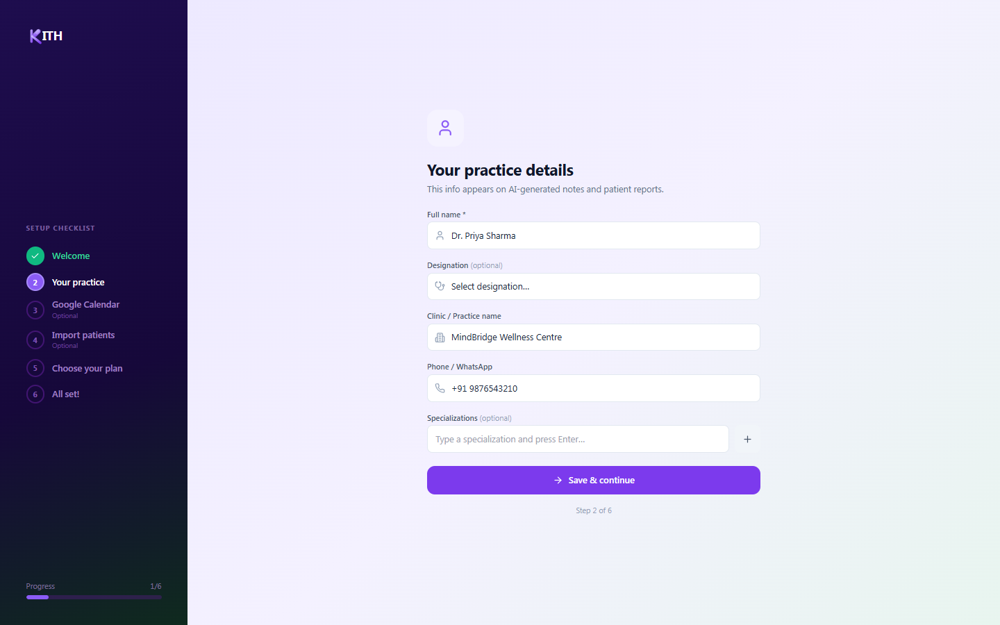 KITH
SETUP CHECKLIST
Welcome
2 Your practice
3 Google Calendar
Optional
4 Import patients
Optional
5 Choose your plan
6 All set!
Progress 1/6
Your practice details
This info appears on AI-generated notes and patient reports.
Full name *
Dr. Priya Sharma
Designation (optional)
Select designation...
Clinic / Practice name
MindBridge Wellness Centre
Phone / WhatsApp
+91 9876543210
Specializations (optional)
Type a specialization and press Enter...
Save & continue
Step 2 of 6